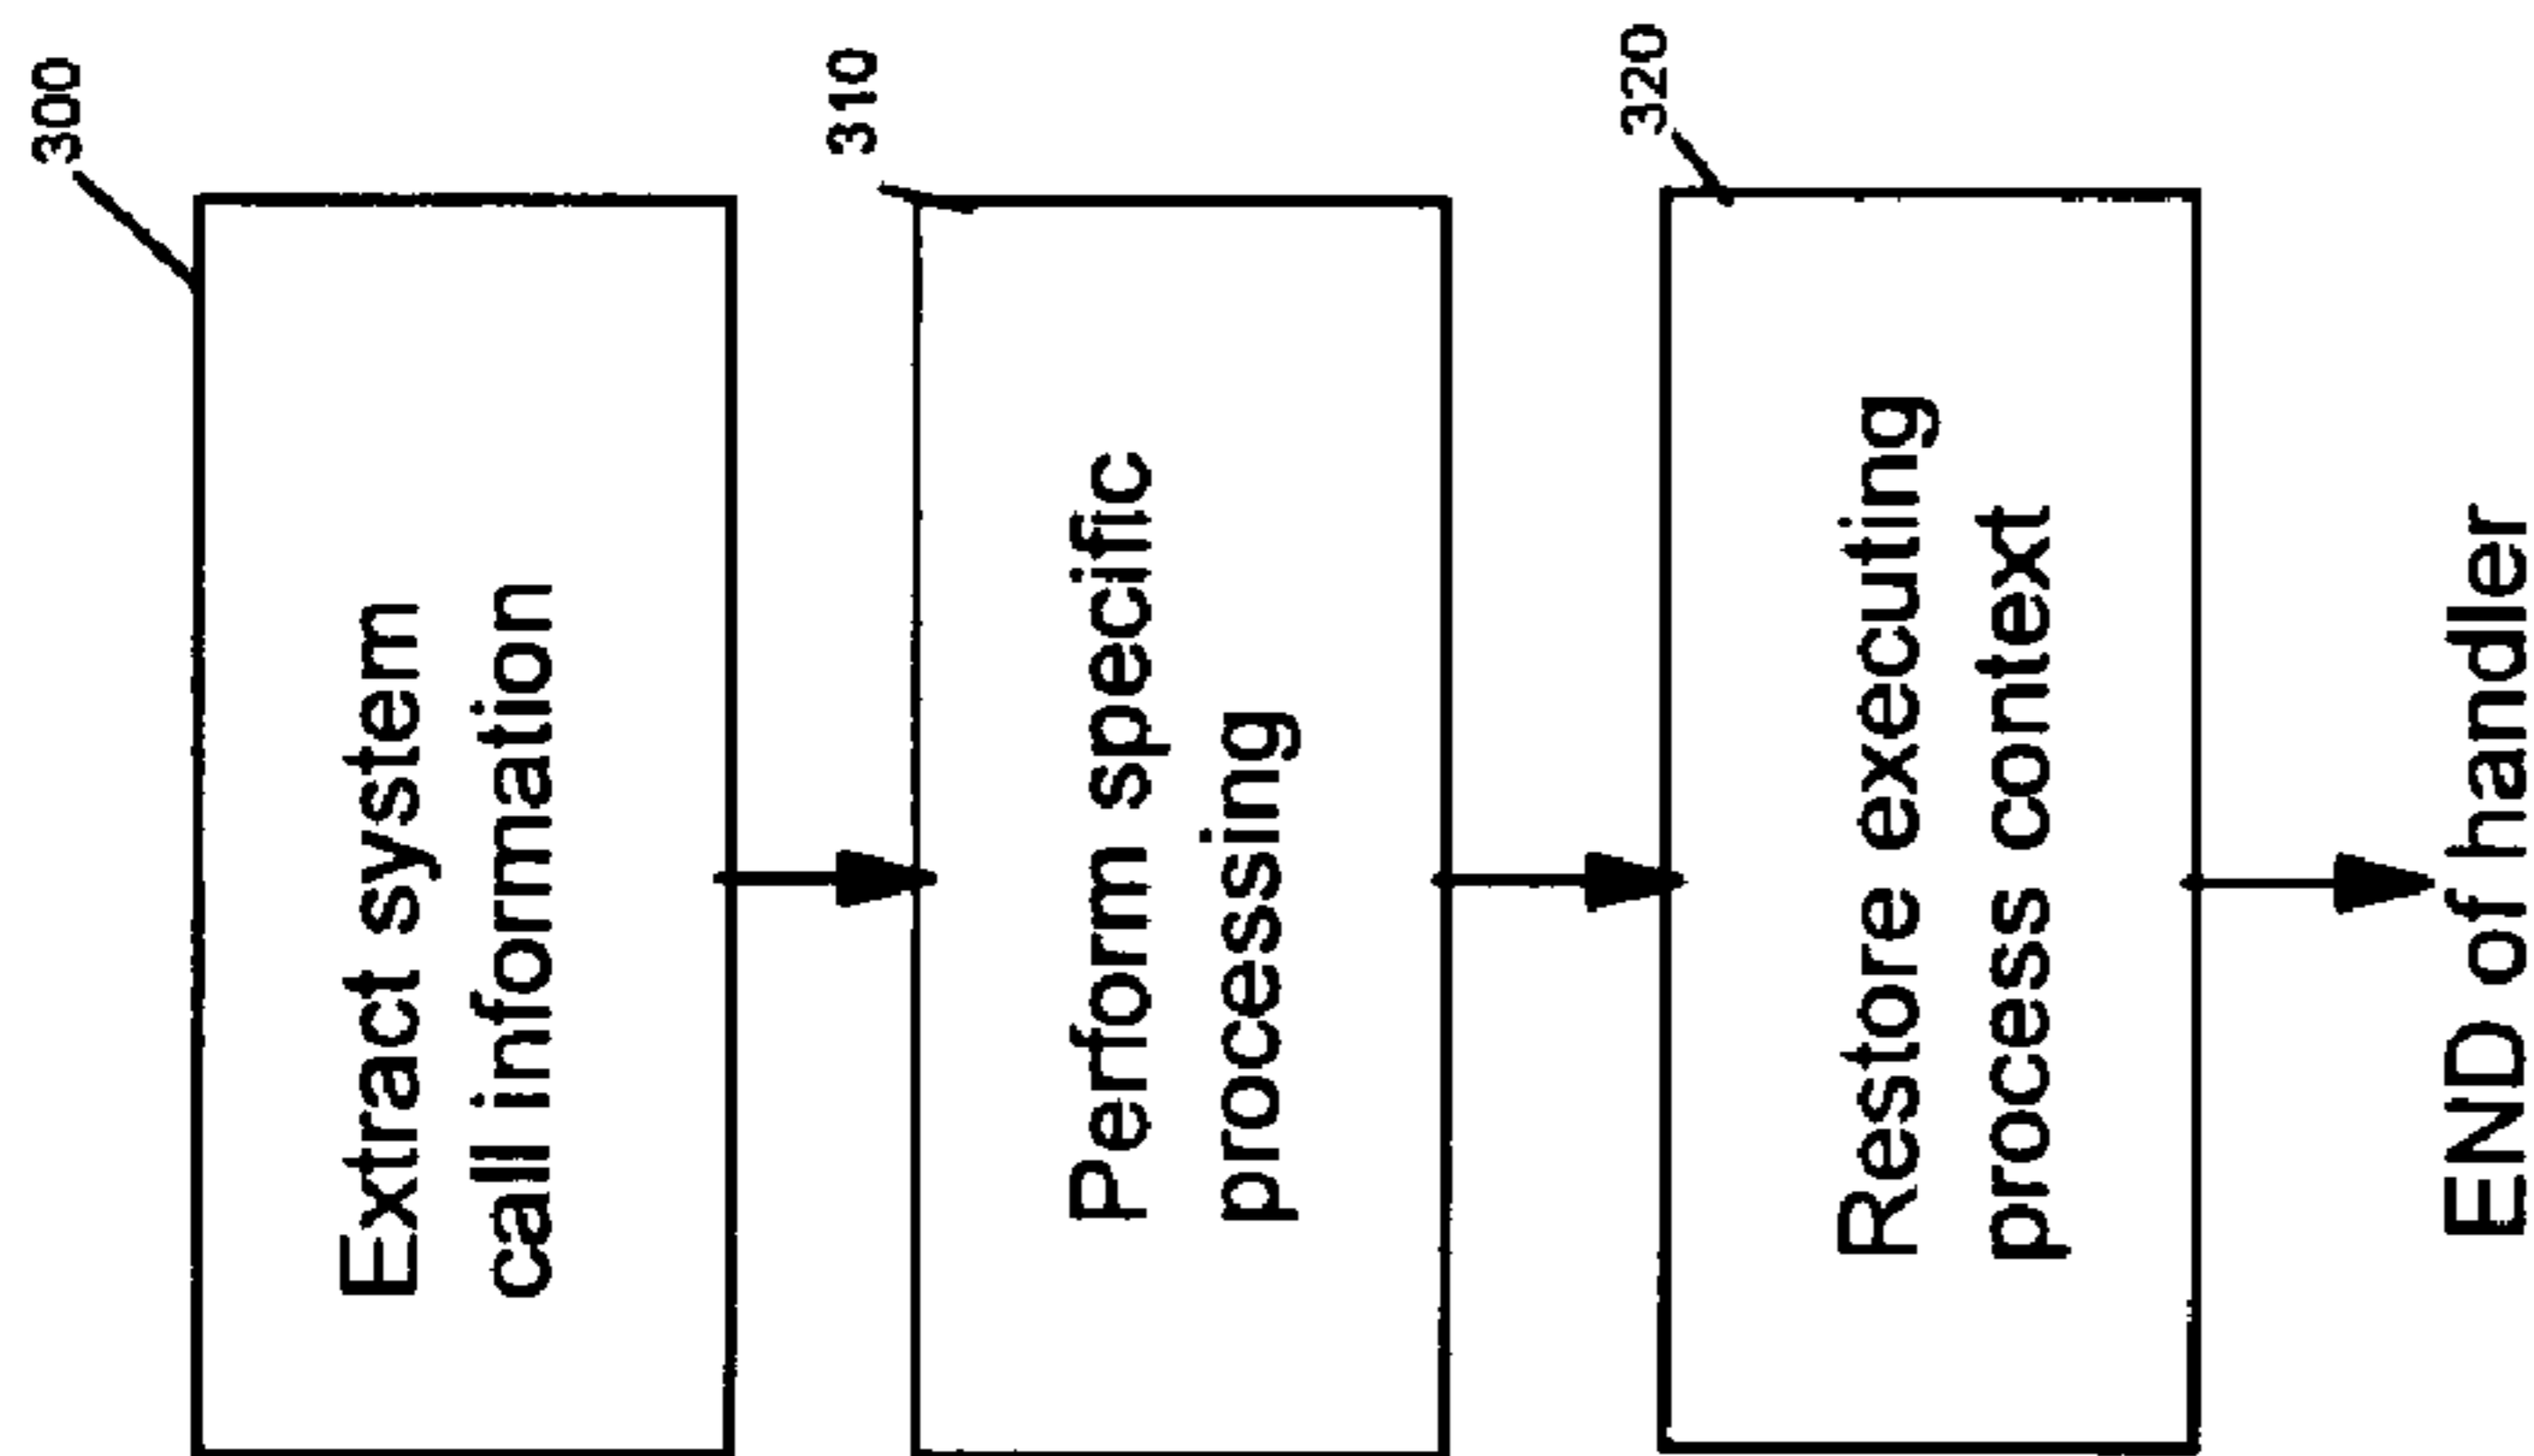 300
Extract system
call information
310
Perform specific
processing
320
Restore executing
process context
END of handler